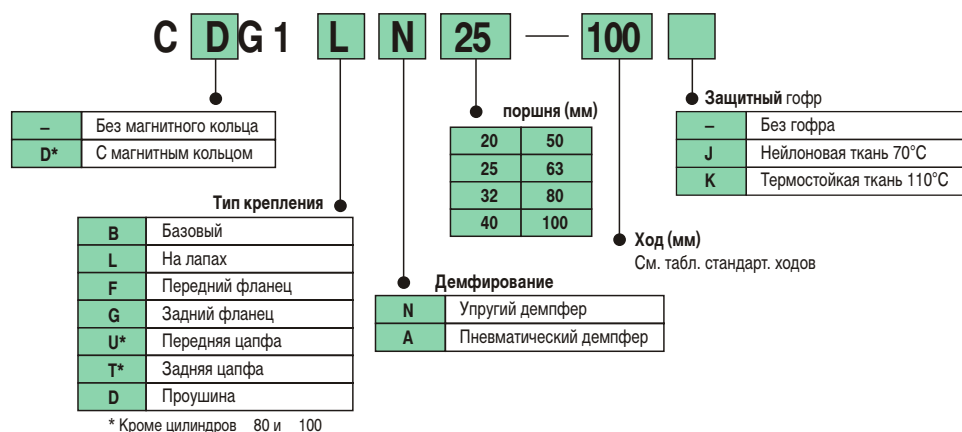 C D G 1 L N 25 — 100
– Без магнитного кольца
D* С магнитным кольцом
Тип крепления
B Базовый
L На лапах
F Передний фланец
G Задний фланец
U* Передняя цапфа
T* Задняя цапфа
D Проушина
* Кроме цилиндров 80 и 100
Демфирование
N Упругий демпфер
A Пневматический демпфер
поршня (мм)
20 50
25 63
32 80
40 100
Ход (мм)
См. табл. стандарт. ходов
Защитный гофр
– Без гофра
J Нейлоновая ткань 70°C
K Термостойкая ткань 110°C